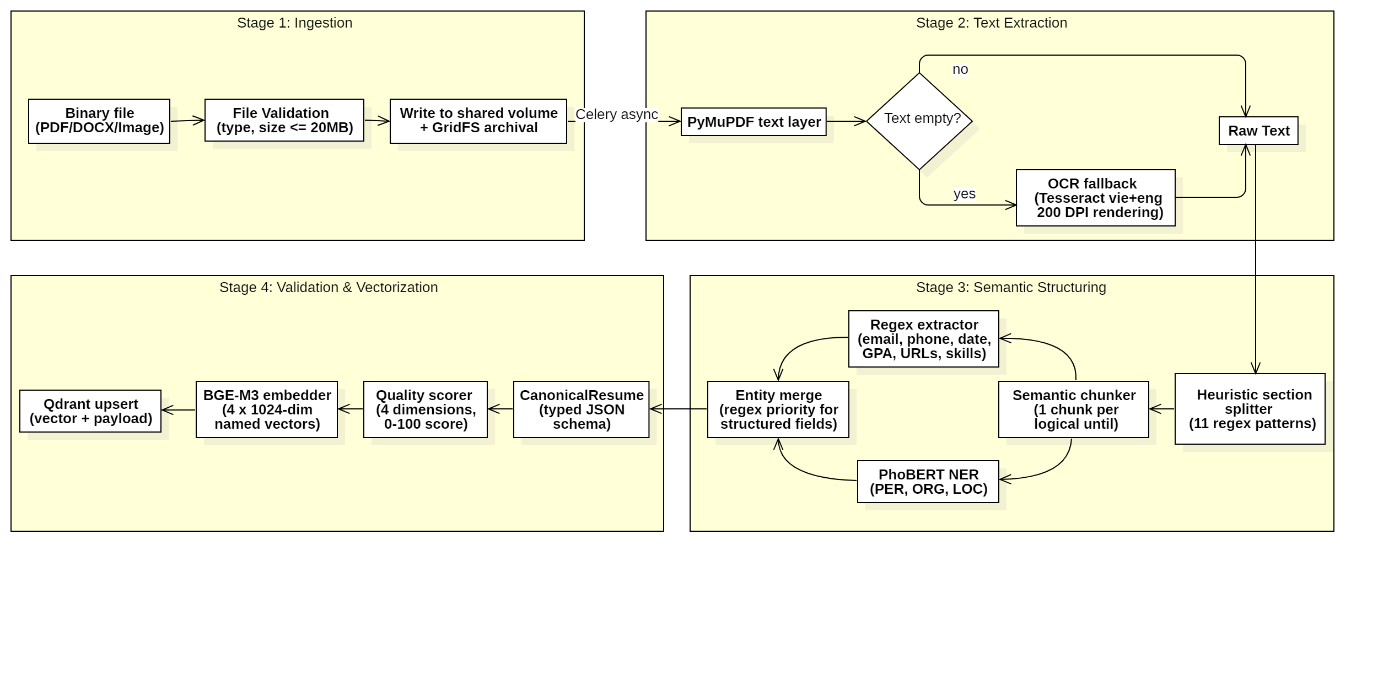 Stage 1: Ingestion
Binary file
(PDF/DOCX/Image)
File Validation
(type, size <= 20MB)
Write to shared volume
+ GridFS archival
Celery async
Stage 2: Text Extraction
PyMuPDF text layer
Text empty?
no
yes
OCR fallback
(Tesseract vie+eng
200 DPI rendering)
Raw Text
Stage 3: Semantic Structuring
Heuristic section
splitter
(11 regex patterns)
Semantic chunker
(1 chunk per
logical until)
Regex extractor
(email, phone, date,
GPA, URLs, skills)
PhoBERT NER
(PER, ORG, LOC)
Entity merge
(regex priority for
structured fields)
Stage 4: Validation & Vectorization
CanonicalResume
(typed JSON
schema)
Quality scorer
(4 dimensions,
0-100 score)
BGE-M3 embedder
(4 x 1024-dim
named vectors)
Qdrant upsert
(vector + payload)